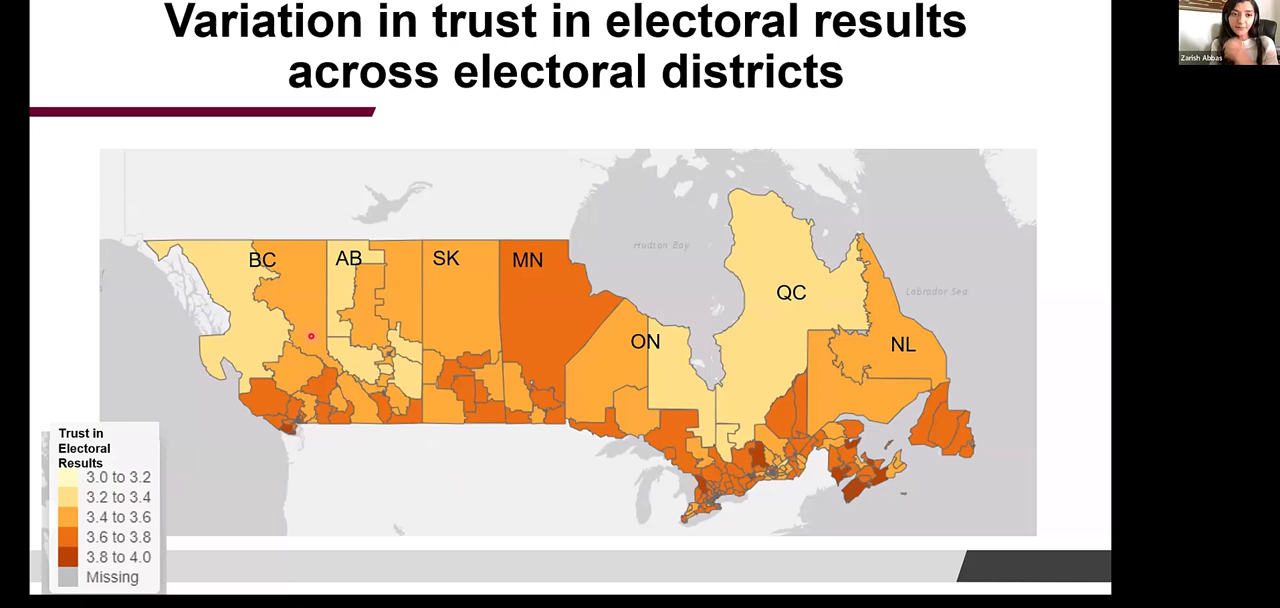 Variation in trust in electoral results
across electoral districts
Zarish Abbas
Hudson Bay
BC
AB
SK
MN
QC
Labrador Sea
ON
NL
Trust in
Electoral
Results
3.0 to 3.2
3.2 to 3.4
3.4 to 3.6
3.6 to 3.8
3.8 to 4.0
Missing